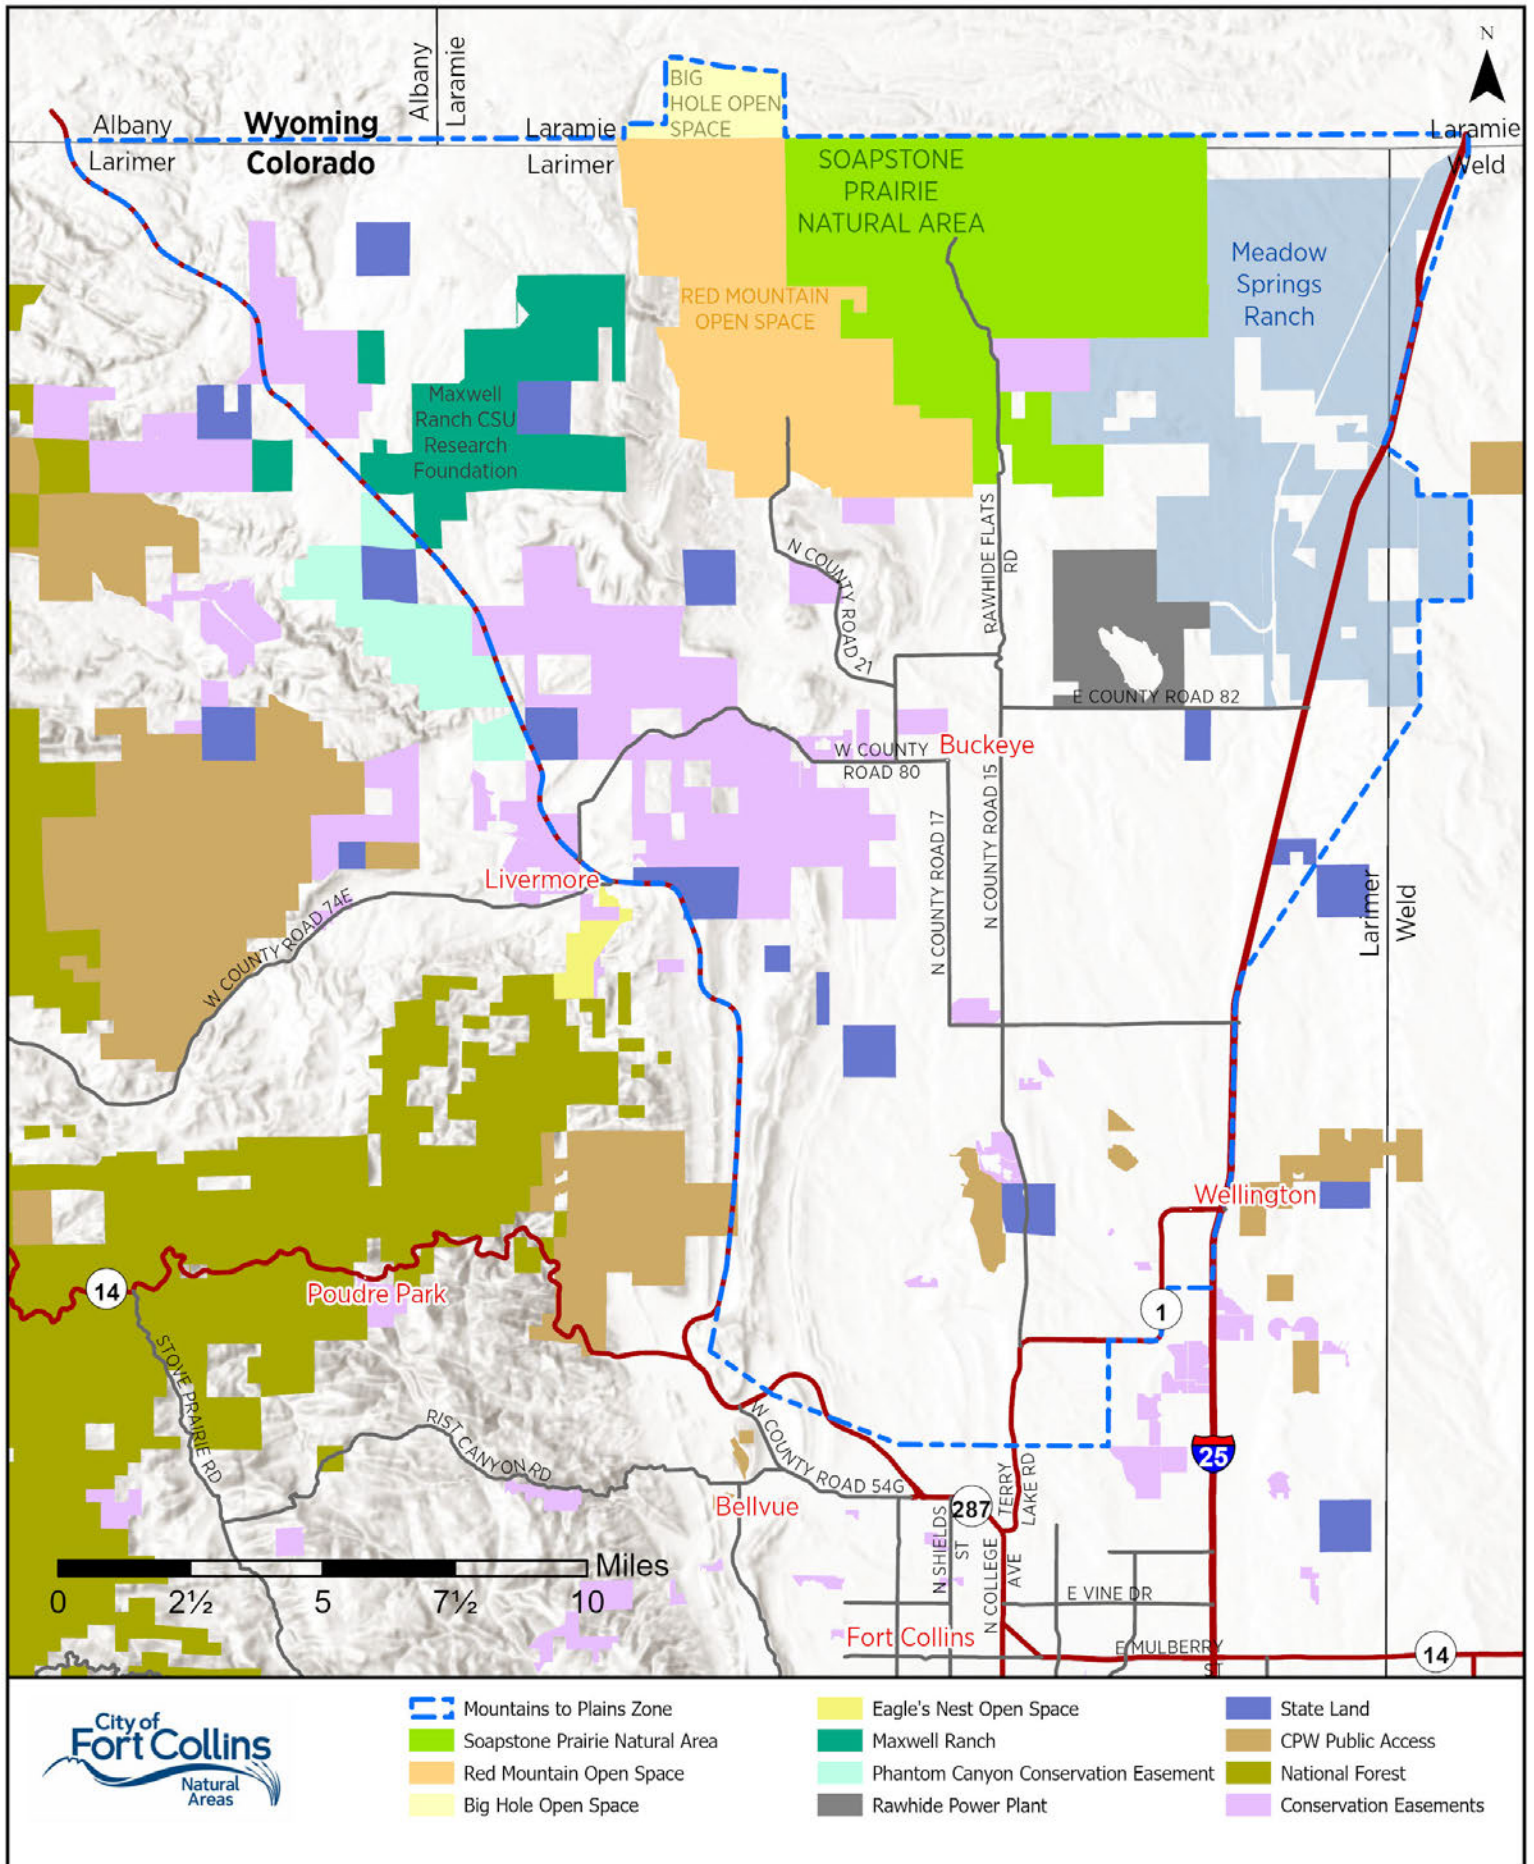 N
Albany
Laramie
BIG
HOLE OPEN
SPACE
Albany
Wyoming
Laramie
Laramie
Larimer
Colorado
Larimer
Weld
SOAPSTONE
PRAIRIE
NATURAL AREA
Meadow
Springs
Ranch
RED MOUNTAIN
OPEN SPACE
Maxwell
Ranch CSU
Research
Foundation
N COUNTY ROAD 21
RAWHIDE FLATS
RD
E COUNTY ROAD 82
Buckeye
W COUNTY
ROAD 80
N COUNTY ROAD 17
N COUNTY ROAD 15
Livermore
W COUNTY ROAD 74E
Larimer
Weld
Wellington
14
Poudre Park
1
STOVE PRAIRIE RD
RIST CANYON RD
W COUNTY ROAD 54G
25
TERRY
LAKE RD
Bellvue
287
N SHIELDS
ST
N COLLEGE
AVE
Miles
0
2½
5
7½
10
E VINE DR
Fort Collins
E MULBERRY
ST
14
City of
Fort Collins
Natural
Areas
Mountains to Plains Zone
Soapstone Prairie Natural Area
Red Mountain Open Space
Big Hole Open Space
Eagle's Nest Open Space
Maxwell Ranch
Phantom Canyon Conservation Easement
Rawhide Power Plant
State Land
CPW Public Access
National Forest
Conservation Easements